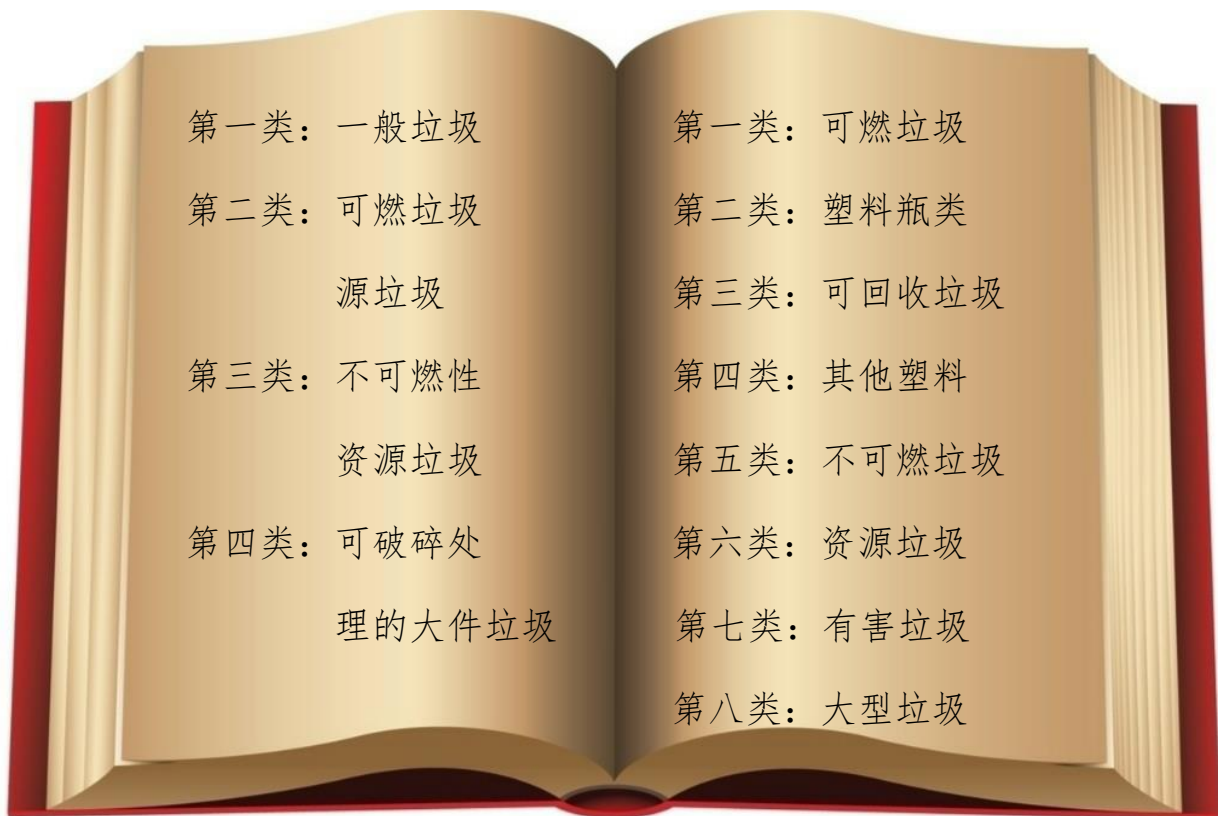 第一类：一般垃圾
第二类：可燃垃圾
源垃圾
第三类：不可燃性
资源垃圾
第四类：可破碎处
理的大件垃圾
第一类：可燃垃圾
第二类：塑料瓶类
第三类：可回收垃圾
第四类：其他塑料
第五类：不可燃垃圾
第六类：资源垃圾
第七类：有害垃圾
第八类：大型垃圾